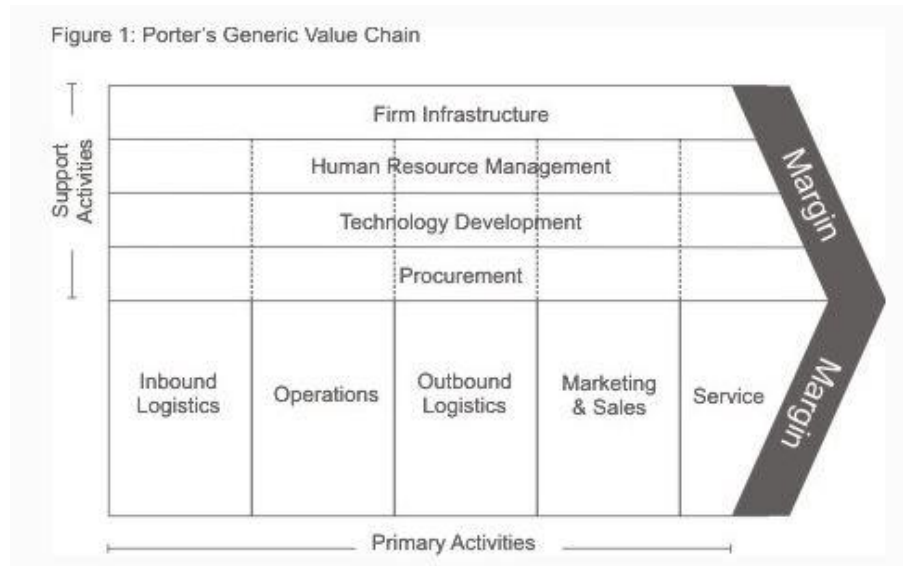 Figure 1: Porter's Generic Value Chain
Support
Activities
Firm Infrastructure
Human Resource Management
Technology Development
Procurement
Inbound
Logistics
Operations
Outbound
Logistics
Marketing
& Sales
Service
Margin
Margin
Primary Activities